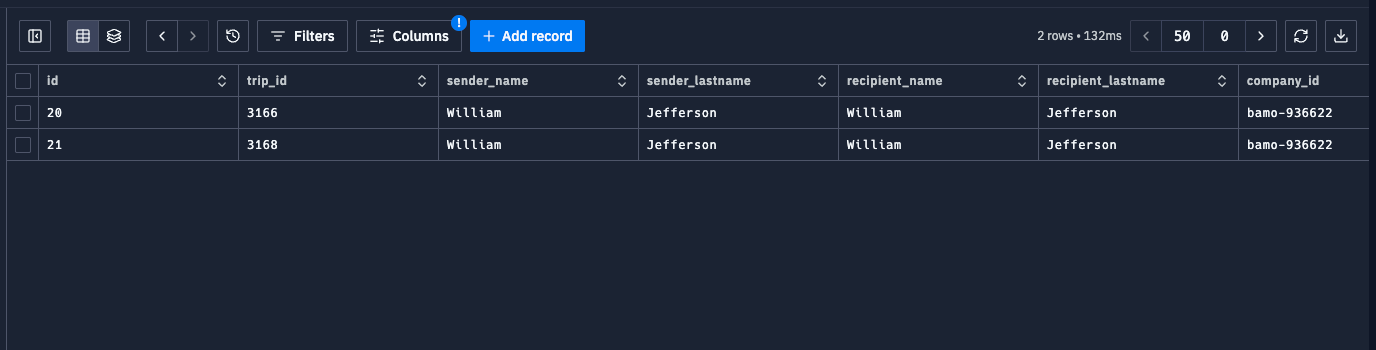 Filters Columns ! + Add record 2 rows • 132ms 50 0
id trip_id sender_name sender_lastname recipient_name recipient_lastname company_id
20 3166 William Jefferson William Jefferson bamo-936622
21 3168 William Jefferson William Jefferson bamo-936622